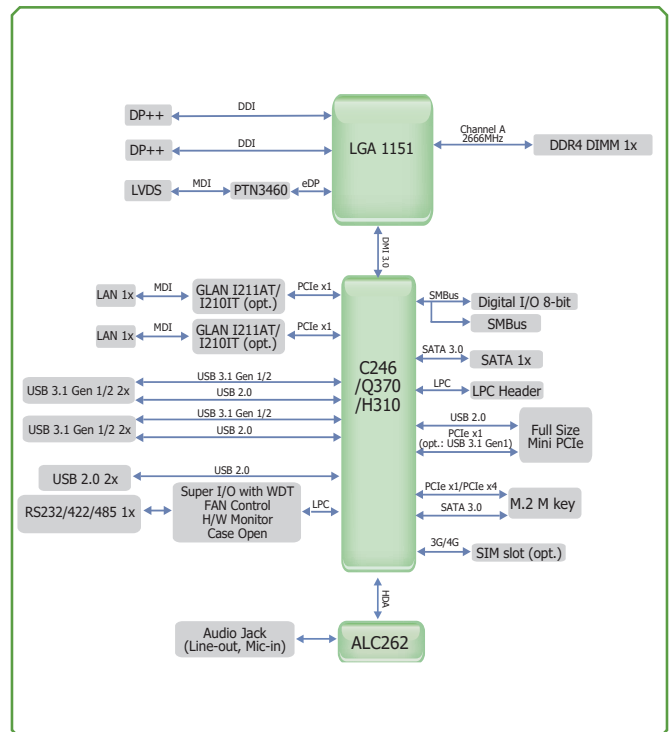 DP++
DDI
DP++
DDI
LGA 1151
Channel A
2666MHz
DDR4 DIMM 1x
LVDS
MDI
PTN3460
eDP
DMI 3.0
LAN 1x
MDI
GLAN I211AT/
I210IT (opt.)
PCIe x1
LAN 1x
MDI
GLAN I211AT/
I210IT (opt.)
PCIe x1
C246
/Q370
/H310
SMBus
Digital I/O 8-bit
SMBus
SATA 3.0
SATA 1x
USB 3.1 Gen 1/2 2x
USB 3.1 Gen 1/2
USB 2.0
LPC
LPC Header
USB 3.1 Gen 1/2 2x
USB 3.1 Gen 1/2
USB 2.0
USB 2.0
PCIe x1
(opt.: USB 3.1 Gen1)
Full Size
Mini PCIe
USB 2.0 2x
USB 2.0
RS232/422/485 1x
Super I/O with WDT
FAN Control
H/W Monitor
Case Open
LPC
PCIe x1/PCIe x4
SATA 3.0
M.2 M key
3G/4G
SIM slot (opt.)
HDA
Audio Jack
(Line-out, Mic-in)
ALC262